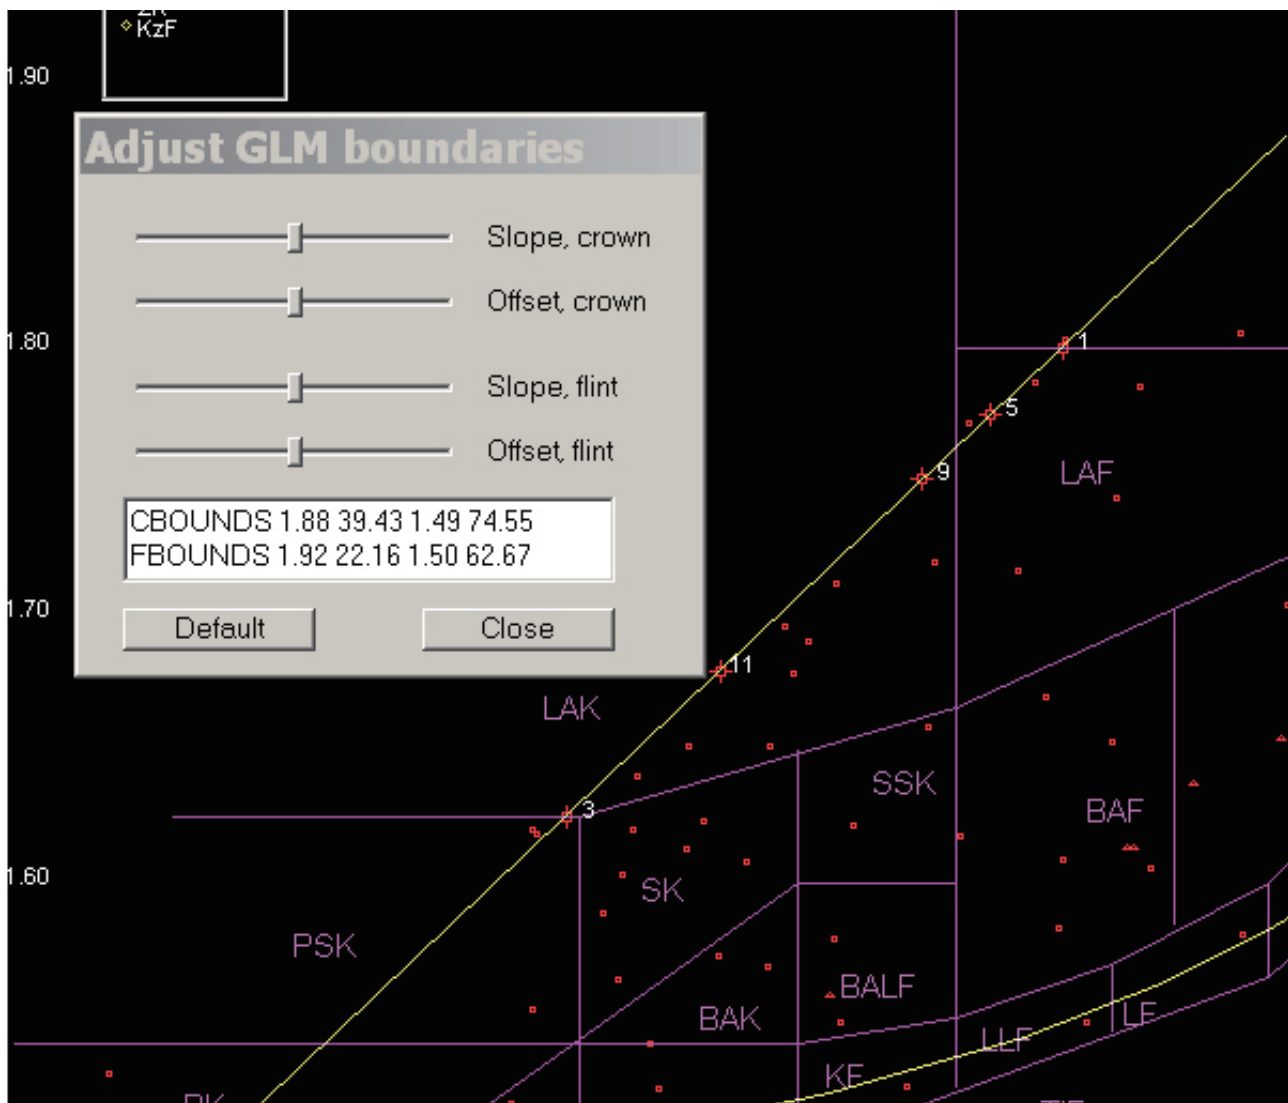 KzF
1.90
Adjust GLM boundaries
Slope, crown
Offset, crown
1.80
1
Slope, flint
5
Offset, flint
9
LAF
CBOUNDS 1.88 39.43 1.49 74.55
FBOUNDS 1.92 22.16 1.50 62.67
1.70
Default
Close
11
LAK
SSK
3
BAF
1.60
SK
PSK
BALF
BAK
LF
LLF
KF